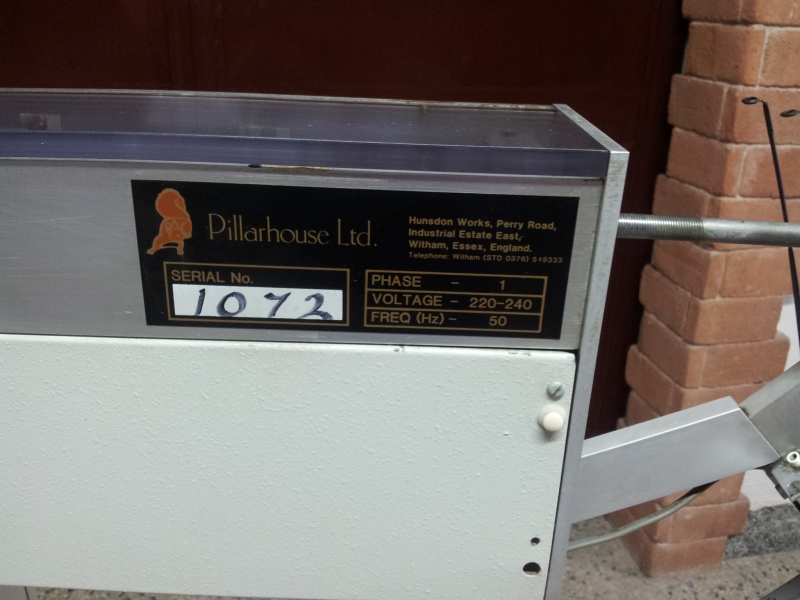 Pillarhouse Ltd.
Hunsdon Works, Perry Road,
Industrial Estate East,
Witham, Essex, England.
Telephone: Witham (STD 0376) 519333
SERIAL No.
1072
PHASE - 1
VOLTAGE - 220-240
FREQ (Hz) - 50